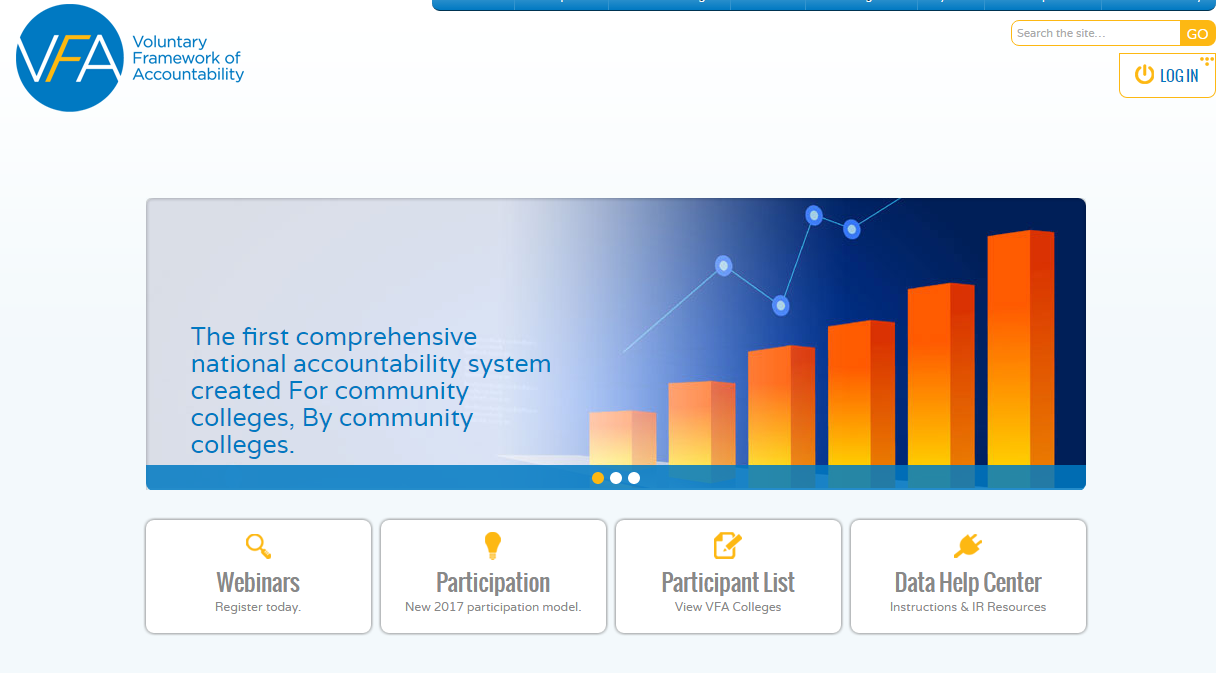 VFA
Voluntary
Framework of
Accountability
Search the site...
GO
LOG IN
The first comprehensive
national accountability system
created For community
colleges, By community
colleges.
Webinars
Register today.
Participation
New 2017 participation model.
Participant List
View VFA Colleges
Data Help Center
Instructions & IR Resources